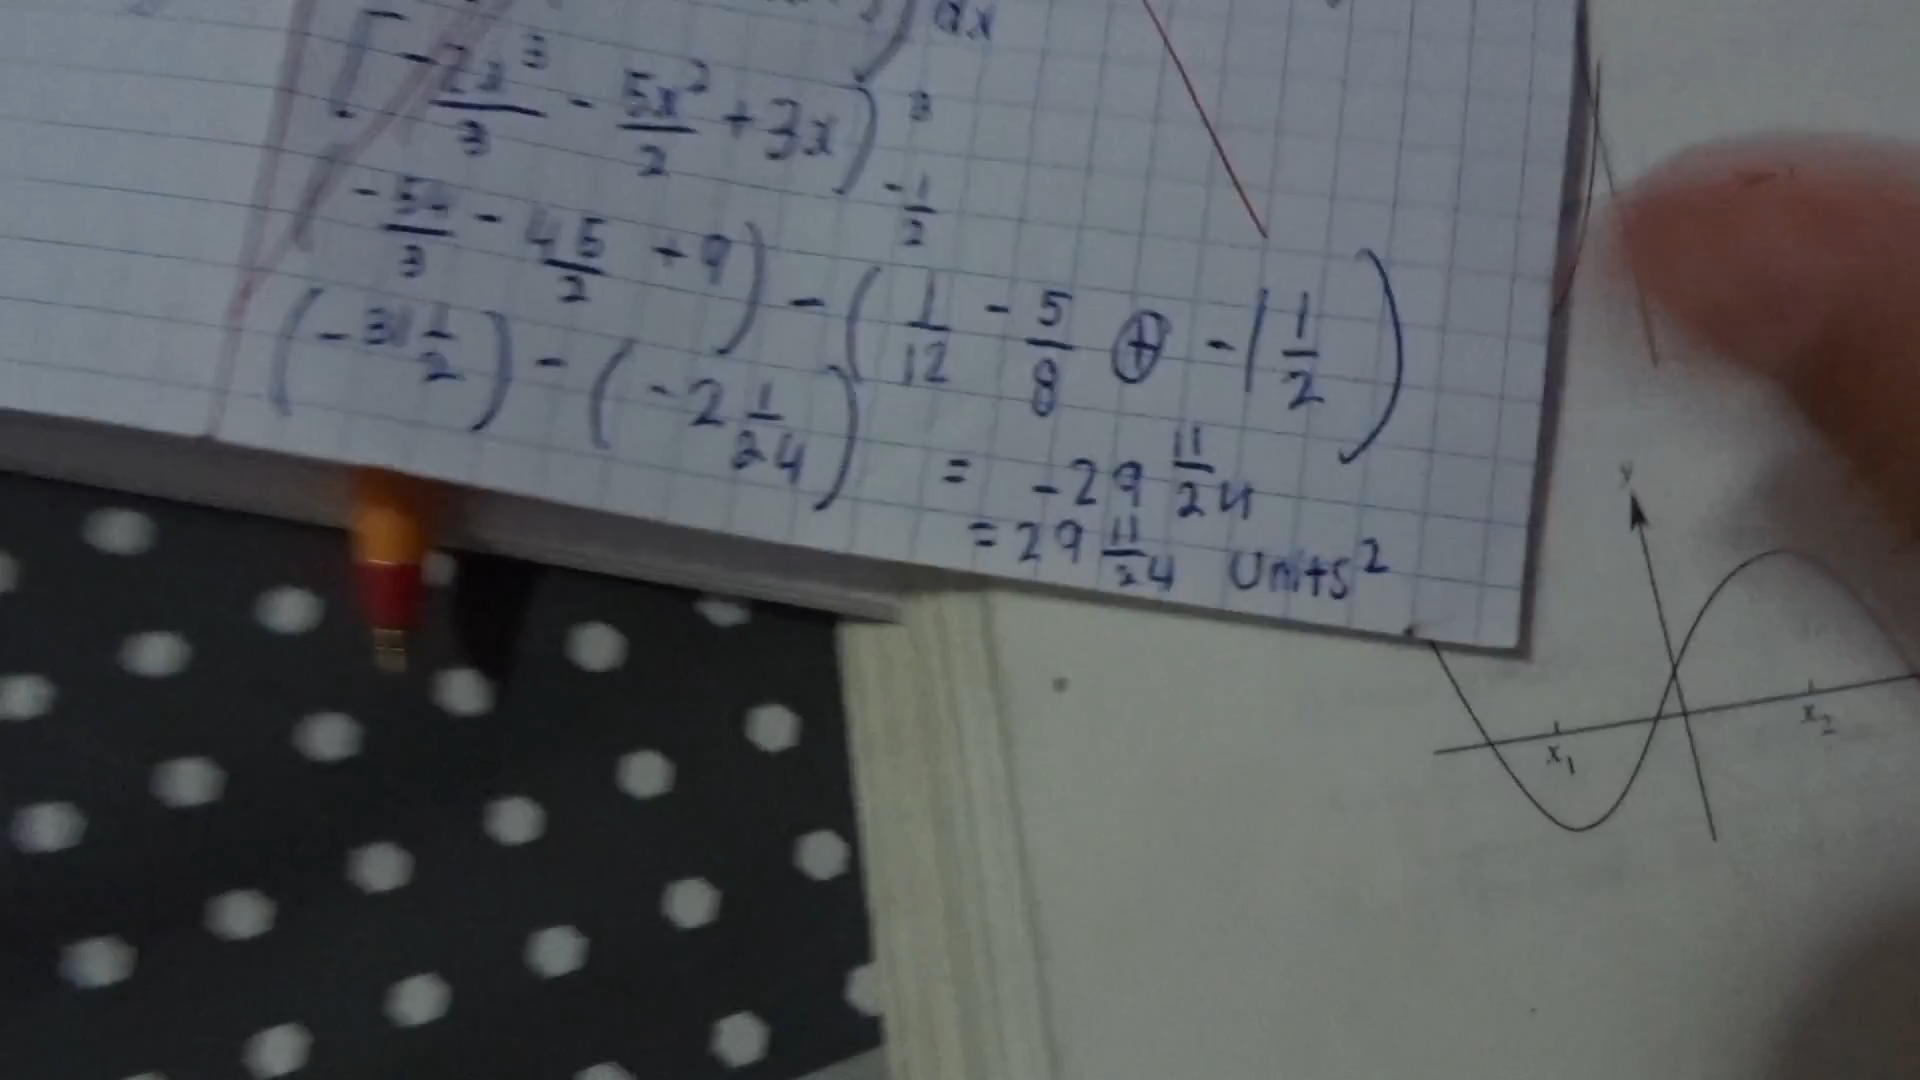 dx
[-2x³/3 - 5x²/2 + 3x] 3 -1/2
-54/3 - 45/2 + 9) - (1/12 - 5/8 ⊕ -(1/2)
(-31 1/2) - (-2 1/24) = -29 11/24
= 29 11/24 Units²
y
x₁ x₂